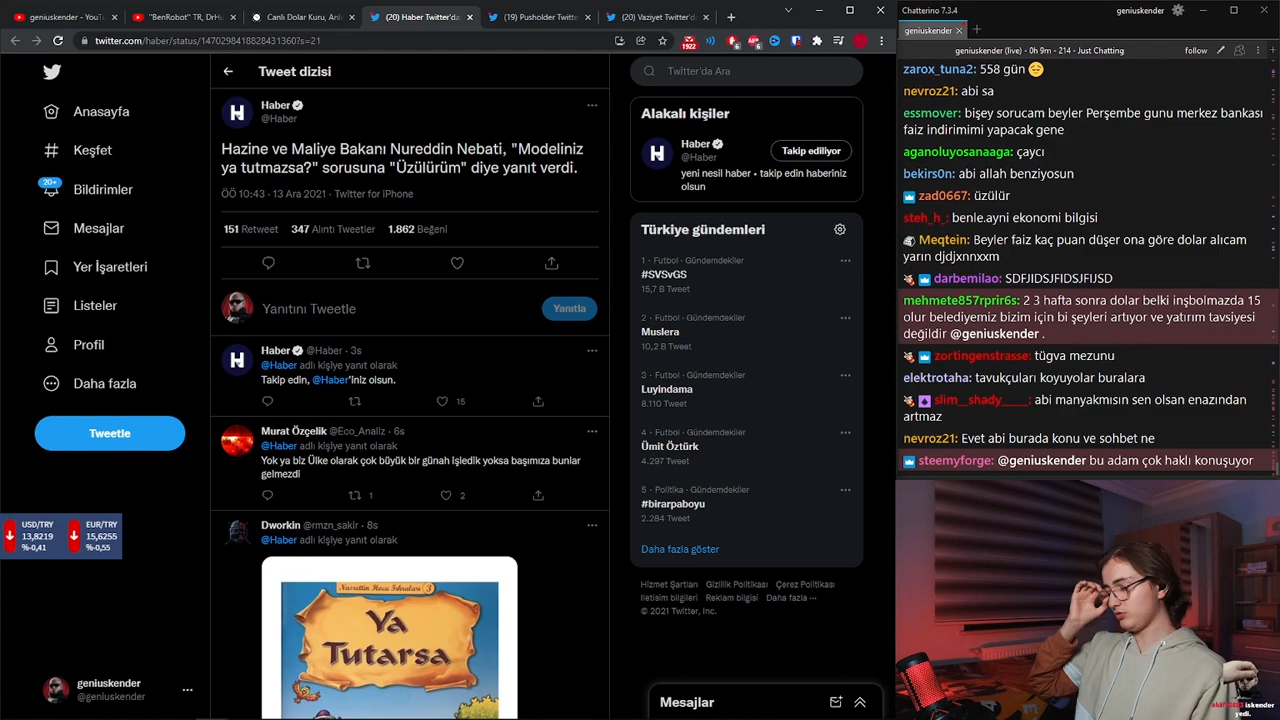 geniuskender - YouT
"BenRobot" TR, DrHu
Canlı Dolar Kuru, Ank
(20) Haber Twitter'da
(19) Pusholder Twitter'd
(20) Vaziyet Twitter'da
twitter.com/haber/status/1470298418828431360?s=21
1922
Anasayfa
Keşfet
20+
Bildirimler
Mesajlar
Yer İşaretleri
Listeler
Profil
Daha fazla
Tweetle
USD/TRY
13,8219
%-0,41
EUR/TRY
15,6255
%-0,55
geniuskender
@geniuskender
Tweet dizisi
Haber
@Haber
Hazine ve Maliye Bakanı Nureddin Nebati, "Modeliniz
ya tutmazsa?" sorusuna "Üzülürüm" diye yanıt verdi.
ÖÖ 10:43 · 13 Ara 2021 · Twitter for iPhone
151 Retweet 347 Alıntı Tweetler 1.862 Beğeni
Yanıtını Tweetle
Yanıtla
Haber @Haber · 3s
@Haber adlı kişiye yanıt olarak
Takip edin, @Haber'iniz olsun.
15
Murat Özçelik @Eco_Analiz · 6s
@Haber adlı kişiye yanıt olarak
Yok ya biz Ülke olarak çok büyük bir günah işledik yoksa başımıza bunlar
gelmezdi
1 2
Dworkin @rmzn_sakir · 8s
@Haber adlı kişiye yanıt olarak
Nasrettin Hoca Fıkraları 3
Ya
Tutarsa
Twitter'da Ara
Alakalı kişiler
Haber
@Haber
Takip ediliyor
yeni nesil haber • takip edin haberiniz
olsun
Türkiye gündemleri
1 · Futbol · Gündemdekiler
#SVSvGS
15,7 B Tweet
2 · Futbol · Gündemdekiler
Muslera
10,2 B Tweet
3 · Futbol · Gündemdekiler
Luyindama
8.110 Tweet
4 · Futbol · Gündemdekiler
Ümit Öztürk
4.297 Tweet
5 · Politika · Gündemdekiler
#birarpaboyu
2.284 Tweet
Daha fazla göster
Hizmet Şartları Gizlilik Politikası Çerez Politikası
İletişim bilgileri Reklam bilgisi Daha fazla ···
© 2021 Twitter, Inc.
Mesajlar
Chatterino 7.3.4
geniuskender
geniuskender
geniuskender (live) - 0h 9m - 214 - Just Chatting
follow
zarox_tuna2: 558 gün
nevroz21: abi sa
essmover: bişey sorucam beyler Perşembe gunu merkez bankası
faiz indirimimi yapacak gene
aganoluyosanaaga: çaycı
bekirs0n: abi allah benziyosun
zad0667: üzülür
steh_h_: benle.ayni ekonomi bilgisi
Meqtein: Beyler faiz kaç puan düşer ona göre dolar alıcam
yarın djdjxnnxxm
darbemilao: SDFJIDSJFIDSJFIJSD
mehmete857rprir6s: 2 3 hafta sonra dolar belki inşbolmazda 15
olur belediyemiz bizim için bi şeyleri artıyor ve yatırım tavsiyesi
değildir @geniuskender .
zortingenstrasse: tügva mezunu
elektrotaha: tavukçuları koyuyolar buralara
slim__shady_____: abi manyakmısin sen olsan enazından
artmaz
nevroz21: Evet abi burada konu ve sohbet ne
steemyforge: @geniuskender bu adam çok haklı konuşuyor
iskender
yedi.